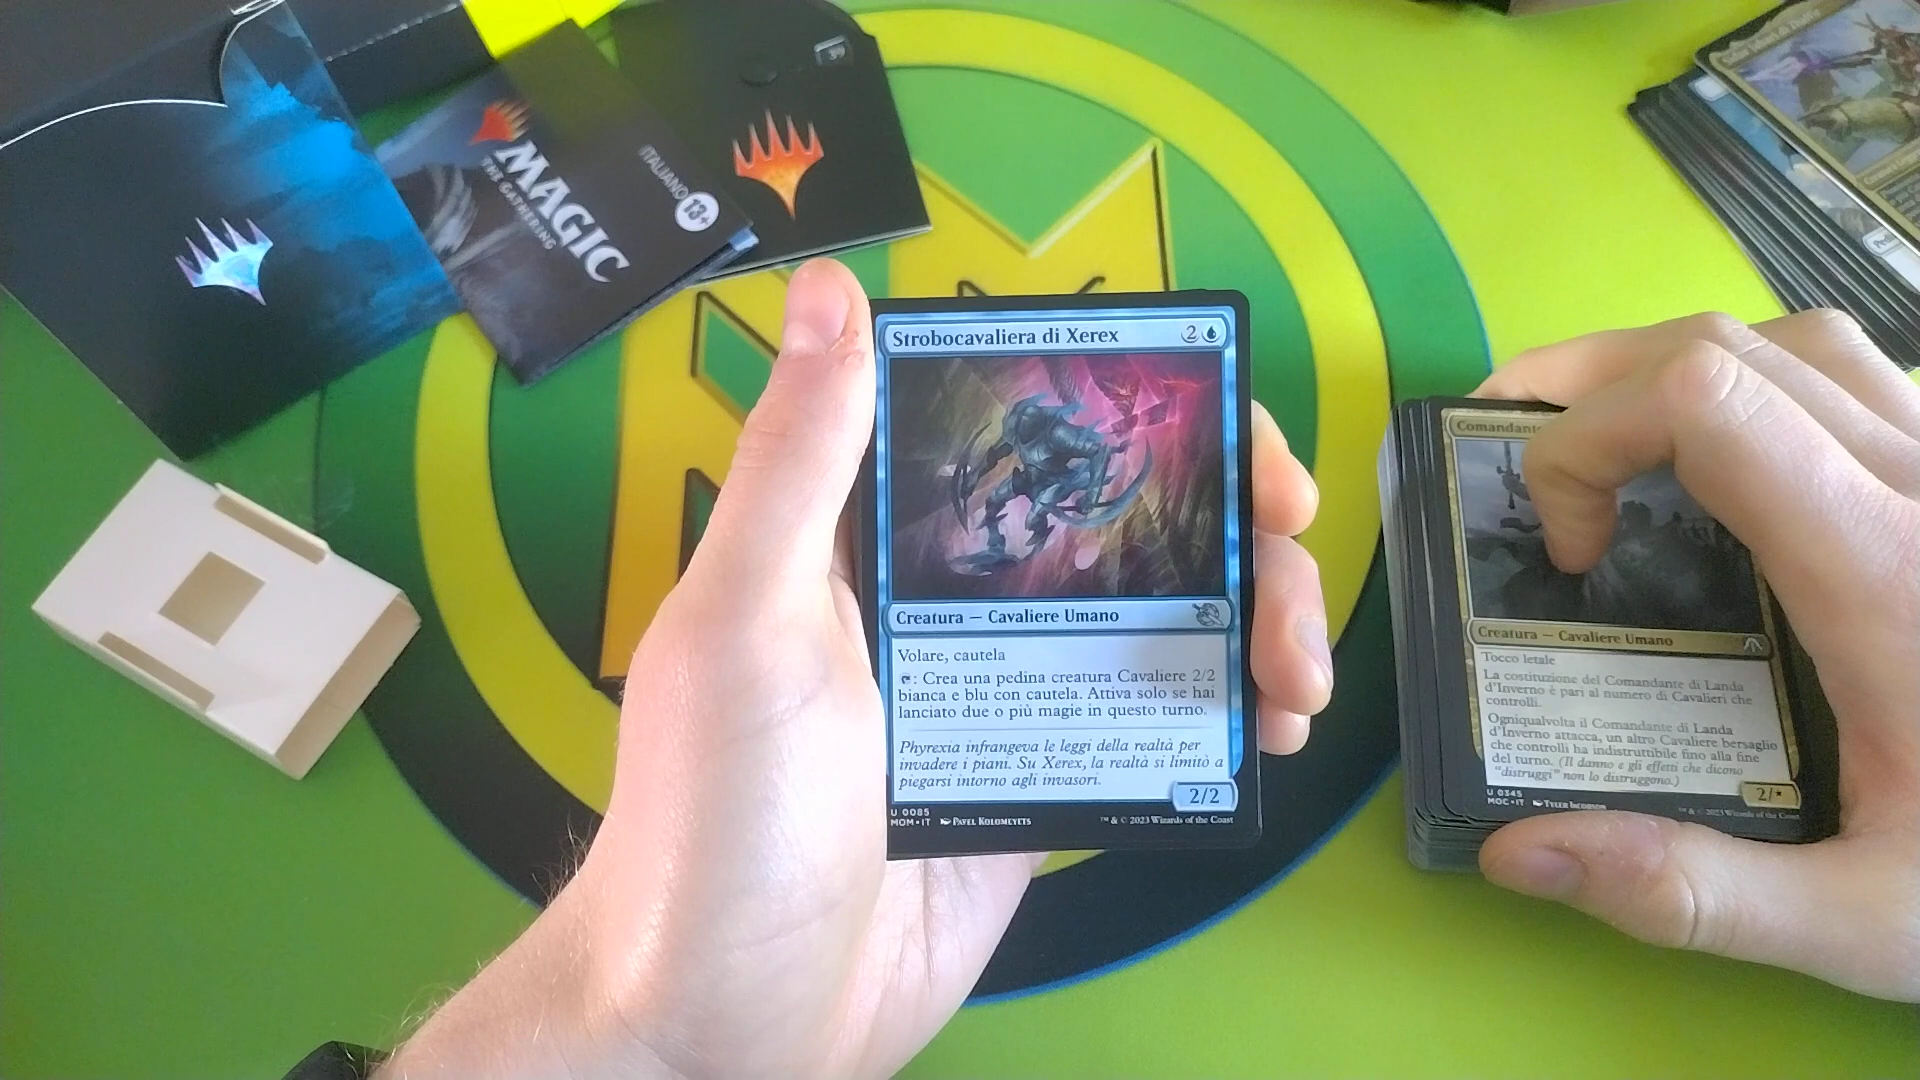 MAGIC
THE GATHERING
ITALIANO
13+
Strobocavaliera di Xerex 2
Creatura — Cavaliere Umano
Volare, cautela
: Crea una pedina creatura Cavaliere 2/2
bianca e blu con cautela. Attiva solo se hai
lanciato due o più magie in questo turno.
Phyrexia infrangeva le leggi della realtà per
invadere i piani. Su Xerex, la realtà si limitò a
piegarsi intorno agli invasori.
2/2
U 0085
MOM • IT PAVEL KOLOMEYETS
™ & © 2023 Wizards of the Coast
Comandante
Creatura — Cavaliere Umano
Tocco letale
La costituzione del Comandante di Landa
d'Inverno è pari al numero di Cavalieri che
controlli.
Ogniqualvolta il Comandante di Landa
d'Inverno attacca, un altro Cavaliere bersaglio
che controlli ha indistruttibile fino alla fine
del turno. (Il danno e gli effetti che dicono
"distruggi" non lo distruggono.)
2/*
U 0345
MOC • IT TYLER JACOBSON
™ & © 2023 Wizards of the Coast